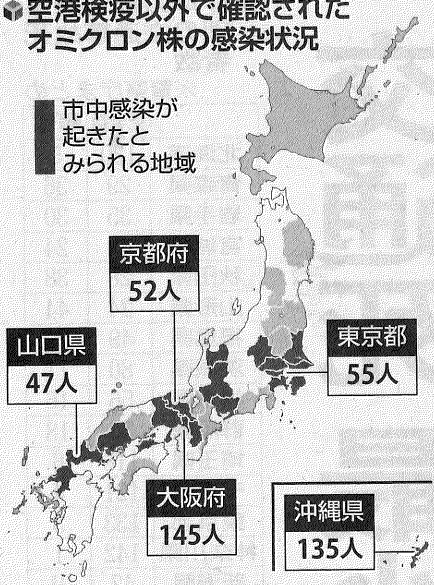 空港検疫以外で確認された
オミクロン株の感染状況
市中感染が
起きたと
みられる地域
京都府
52人
山口県
47人
東京都
55人
大阪府
145人
沖縄県
135人